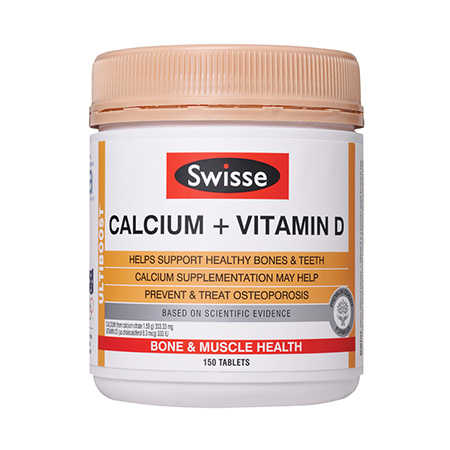 Swisse
ULTIBOOST
CALCIUM + VITAMIN D
HELPS SUPPORT HEALTHY BONES & TEETH
CALCIUM SUPPLEMENTATION MAY HELP
PREVENT & TREAT OSTEOPOROSIS
BASED ON SCIENTIFIC EVIDENCE
BONE & MUSCLE HEALTH
150 TABLETS